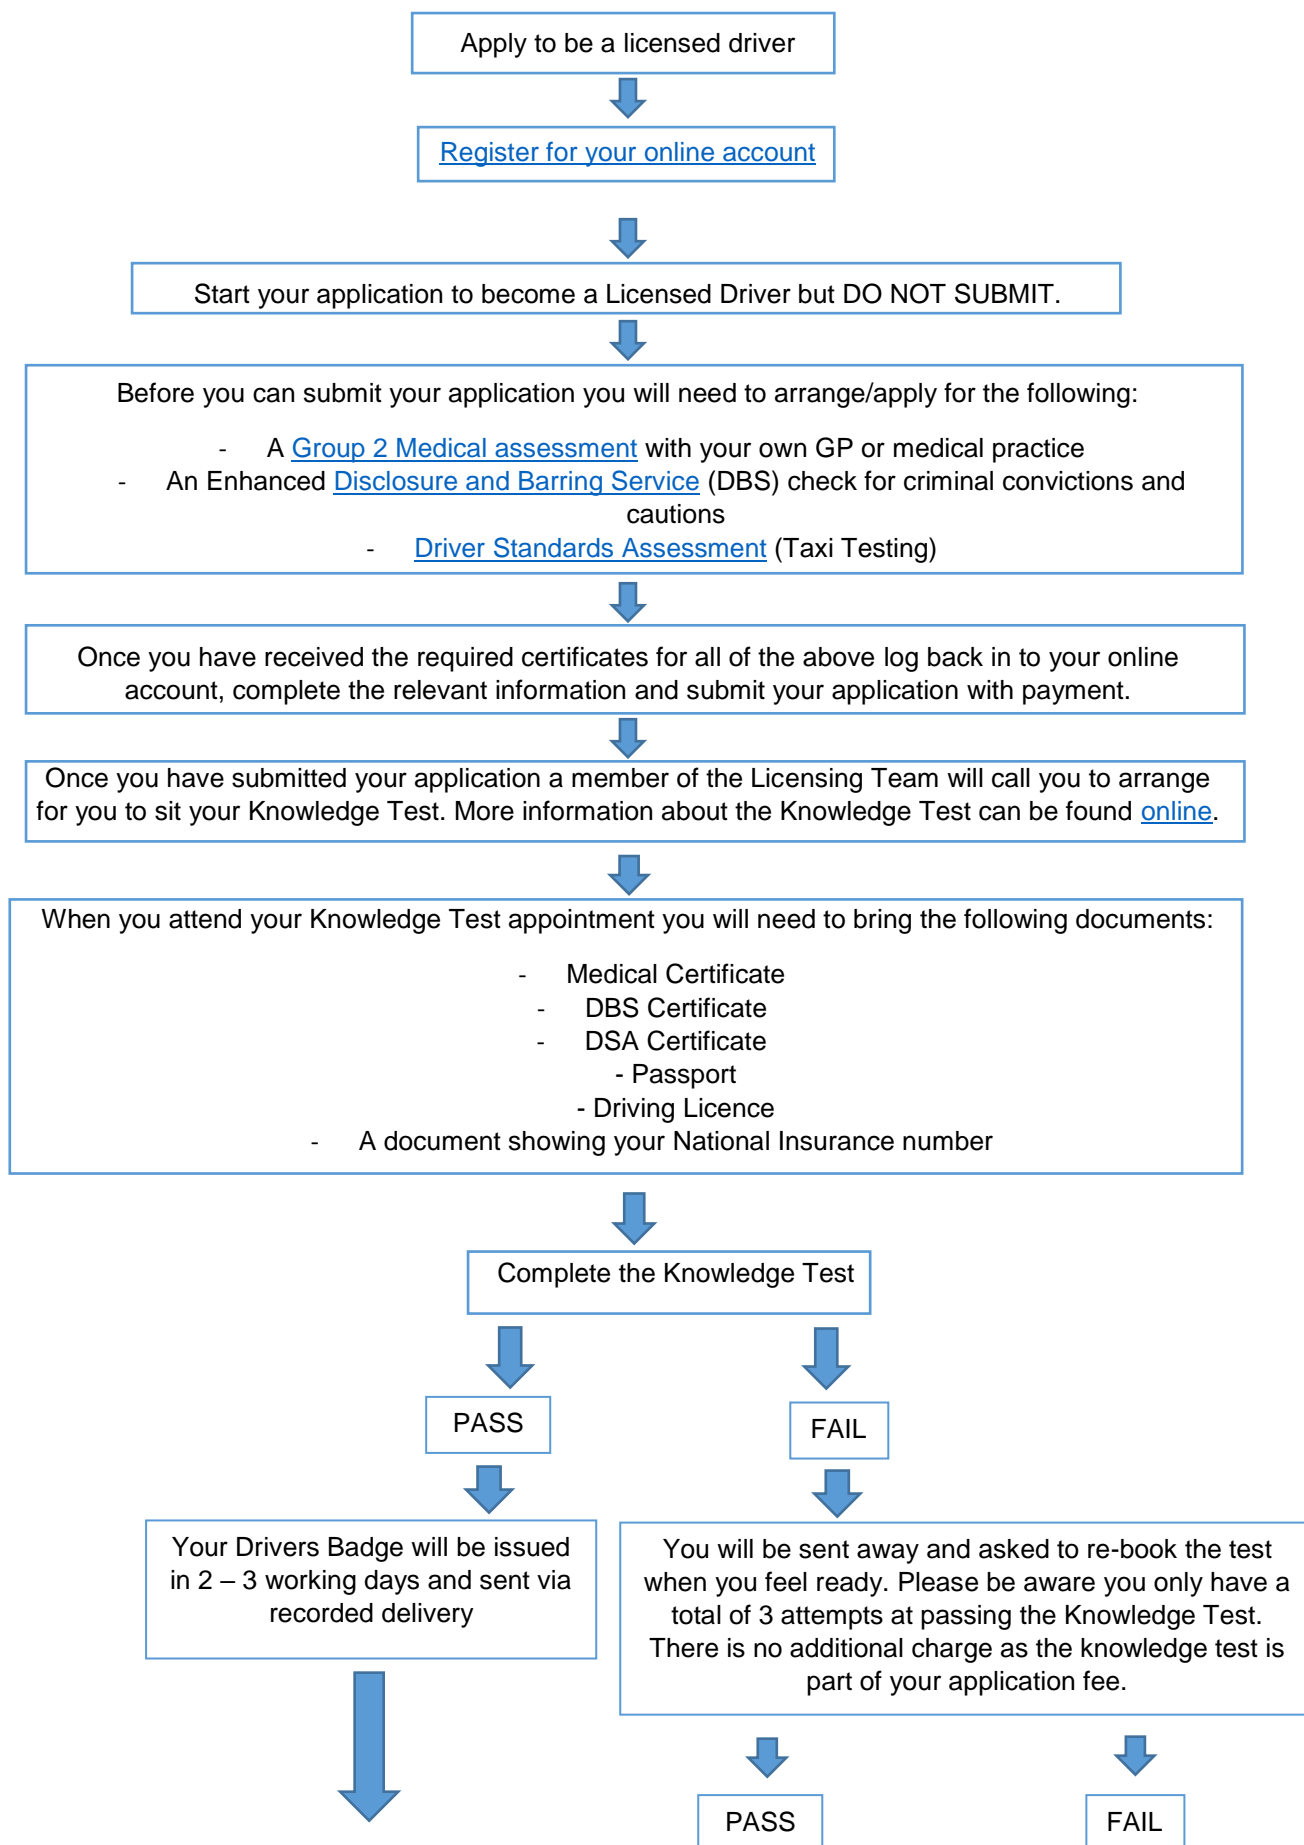 Apply to be a licensed driver
Register for your online account
Start your application to become a Licensed Driver but DO NOT SUBMIT.
Before you can submit your application you will need to arrange/apply for the following:
- A Group 2 Medical assessment with your own GP or medical practice
- An Enhanced Disclosure and Barring Service (DBS) check for criminal convictions and
cautions
- Driver Standards Assessment (Taxi Testing)
Once you have received the required certificates for all of the above log back in to your online
account, complete the relevant information and submit your application with payment.
Once you have submitted your application a member of the Licensing Team will call you to arrange
for you to sit your Knowledge Test. More information about the Knowledge Test can be found online.
When you attend your Knowledge Test appointment you will need to bring the following documents:
- Medical Certificate
- DBS Certificate
- DSA Certificate
- Passport
- Driving Licence
- A document showing your National Insurance number
Complete the Knowledge Test
PASS
FAIL
Your Drivers Badge will be issued
in 2 – 3 working days and sent via
recorded delivery
You will be sent away and asked to re-book the test
when you feel ready. Please be aware you only have a
total of 3 attempts at passing the Knowledge Test.
There is no additional charge as the knowledge test is
part of your application fee.
PASS
FAIL